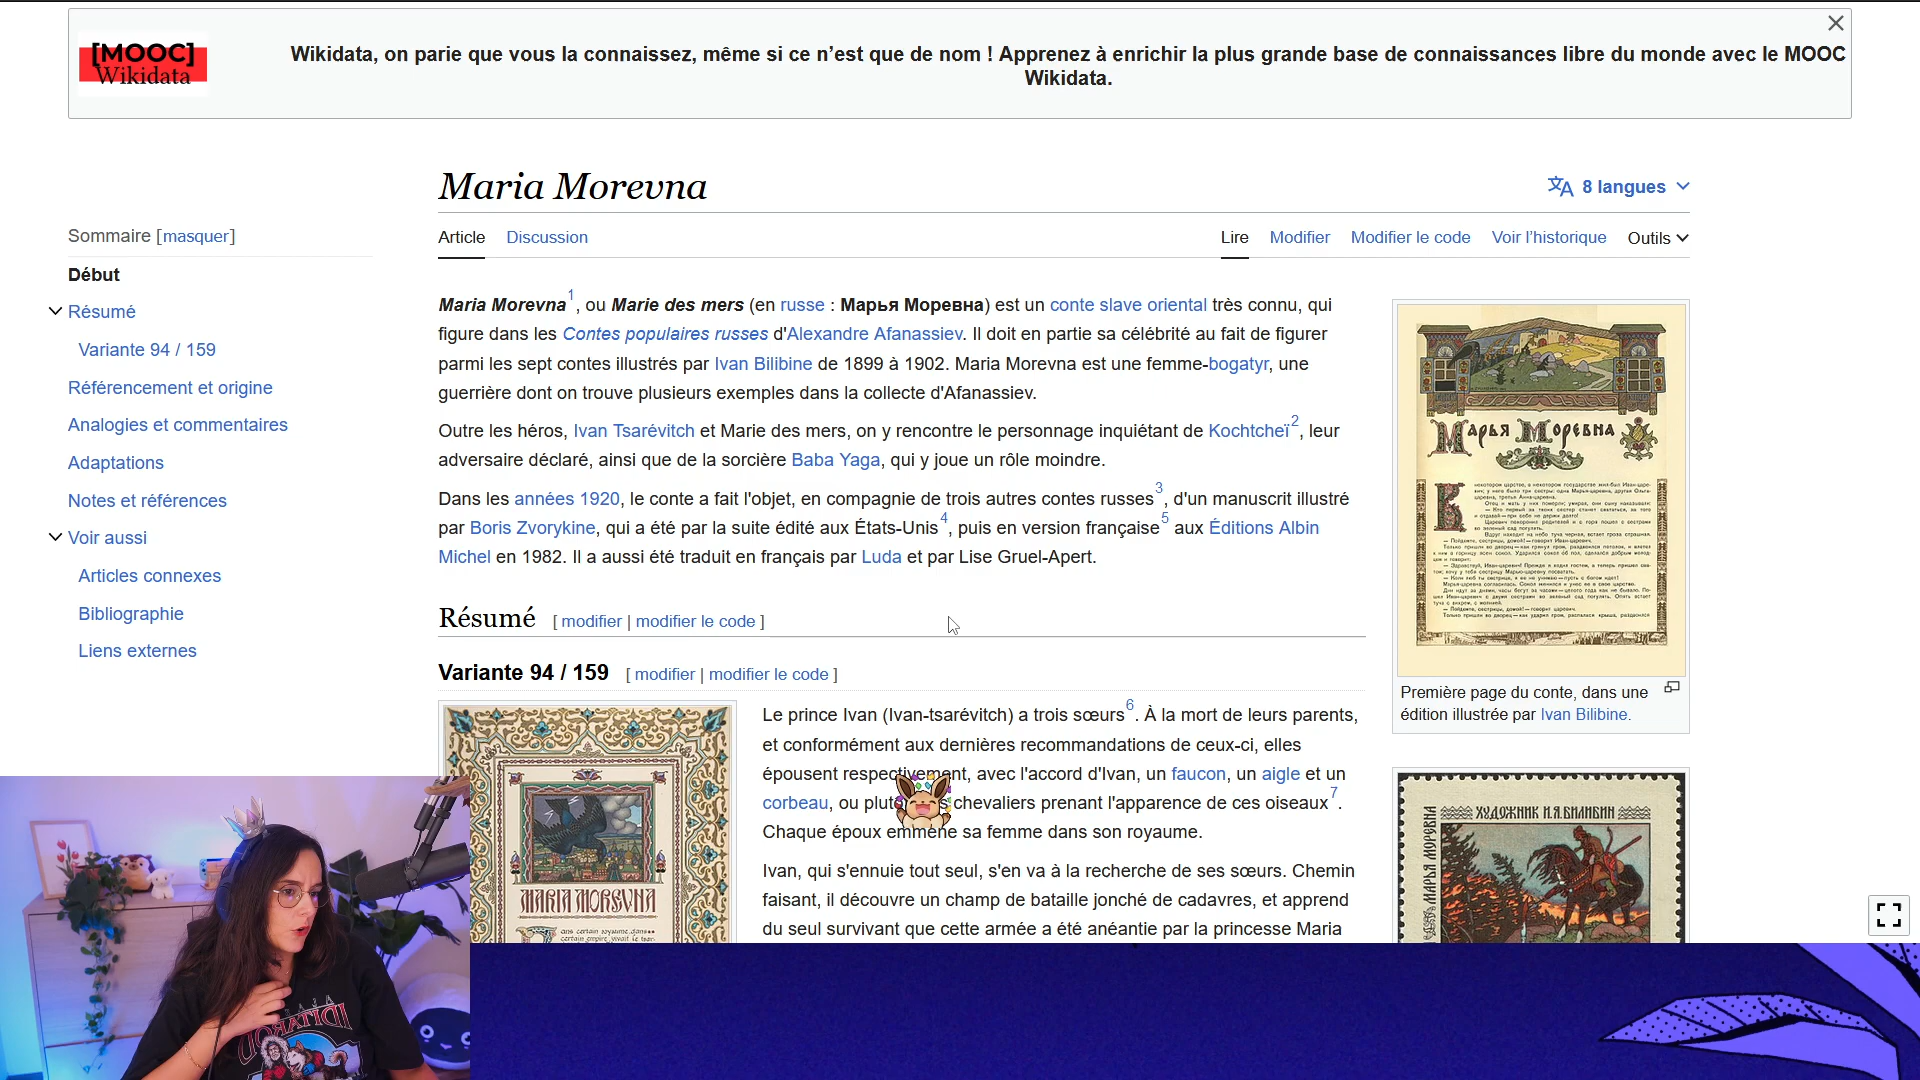 [MOOC]
Wikidata
Wikidata, on parie que vous la connaissez, même si ce n’est que de nom ! Apprenez à enrichir la plus grande base de connaissances libre du monde avec le MOOC
Wikidata.
Maria Morevna
8 langues
Sommaire [masquer]
Article Discussion
Lire Modifier Modifier le code Voir l’historique Outils
Début
Résumé
Variante 94 / 159
Référencement et origine
Analogies et commentaires
Adaptations
Notes et références
Voir aussi
Articles connexes
Bibliographie
Liens externes
Maria Morevna1, ou Marie des mers (en russe : Марья Моревна) est un conte slave oriental très connu, qui
figure dans les Contes populaires russes d'Alexandre Afanassiev. Il doit en partie sa célébrité au fait de figurer
parmi les sept contes illustrés par Ivan Bilibine de 1899 à 1902. Maria Morevna est une femme-bogatyr, une
guerrière dont on trouve plusieurs exemples dans la collecte d'Afanassiev.
Outre les héros, Ivan Tsarévitch et Marie des mers, on y rencontre le personnage inquiétant de Kochtcheï2, leur
adversaire déclaré, ainsi que de la sorcière Baba Yaga, qui y joue un rôle moindre.
Dans les années 1920, le conte a fait l'objet, en compagnie de trois autres contes russes3, d'un manuscrit illustré
par Boris Zvorykine, qui a été par la suite édité aux États-Unis4, puis en version française5 aux Éditions Albin
Michel en 1982. Il a aussi été traduit en français par Luda et par Lise Gruel-Apert.
Résumé [ modifier | modifier le code ]
Variante 94 / 159 [ modifier | modifier le code ]
Le prince Ivan (Ivan-tsarévitch) a trois sœurs6. À la mort de leurs parents,
et conformément aux dernières recommandations de ceux-ci, elles
épousent respectivement, avec l'accord d'Ivan, un faucon, un aigle et un
corbeau, ou chevaliers prenant l'apparence de ces oiseaux7.
Chaque époux emmène sa femme dans son royaume.
Ivan, qui s'ennuie tout seul, s'en va à la recherche de ses sœurs. Chemin
faisant, il découvre un champ de bataille jonché de cadavres, et apprend
du seul survivant que cette armée a été anéantie par la princesse Maria
MARIA MOREVNA
Марья Моревна
Première page du conte, dans une
édition illustrée par Ivan Bilibine.
ХУДОЖНИК И.Я.БИЛИБИН
МАРЬЯ МОРЕВНА